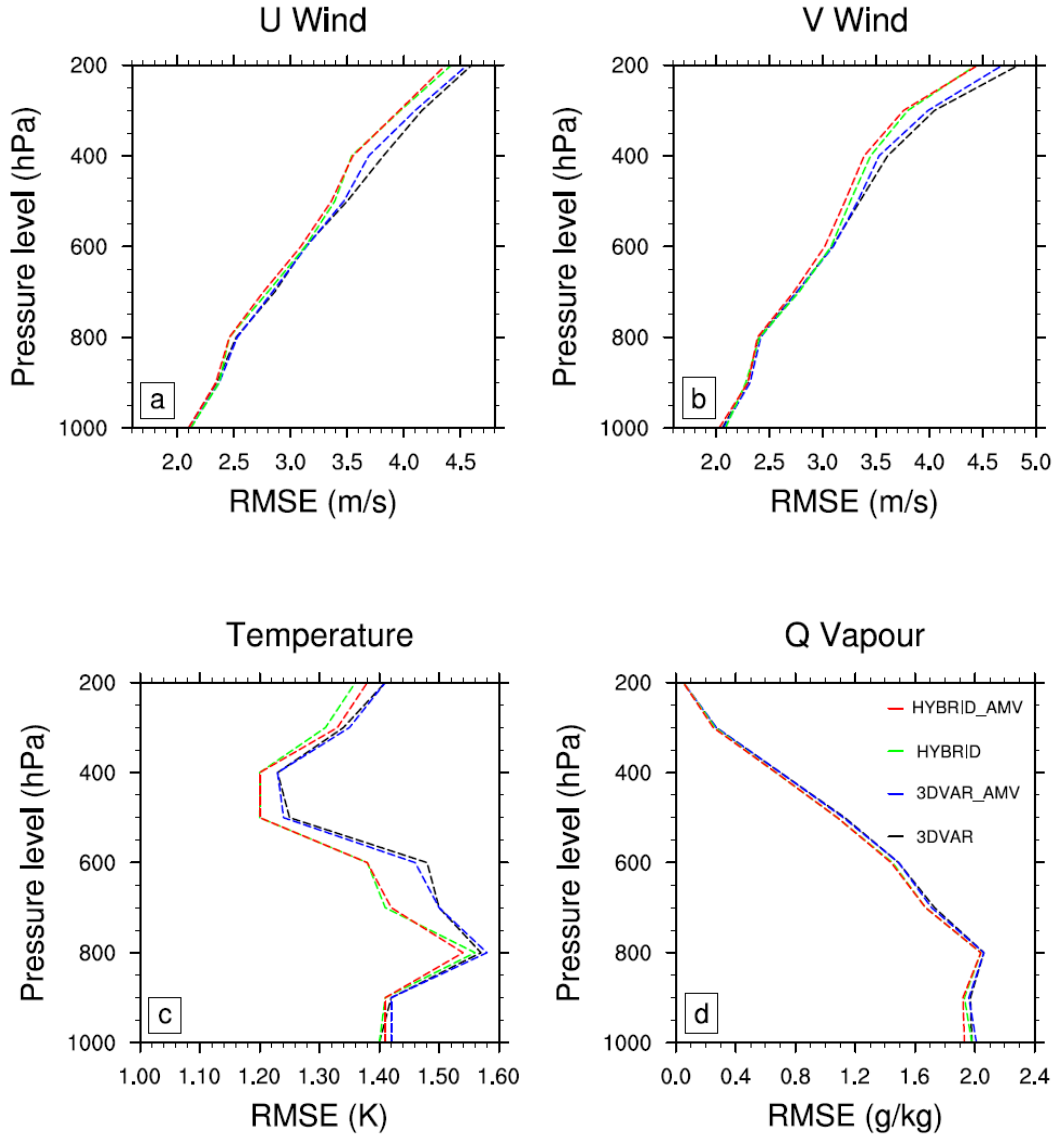 U Wind
200
400
600
800
1000
Pressure level (hPa)
a
2.0 2.5 3.0 3.5 4.0 4.5
RMSE (m/s)
V Wind
200
400
600
800
1000
Pressure level (hPa)
b
2.0 2.5 3.0 3.5 4.0 4.5 5.0
RMSE (m/s)
Temperature
200
400
600
800
1000
Pressure level (hPa)
c
1.00 1.10 1.20 1.30 1.40 1.50 1.60
RMSE (K)
Q Vapour
200
400
600
800
1000
Pressure level (hPa)
HYBRID_AMV
HYBRID
3DVAR_AMV
3DVAR
d
0.0 0.4 0.8 1.2 1.6 2.0 2.4
RMSE (g/kg)